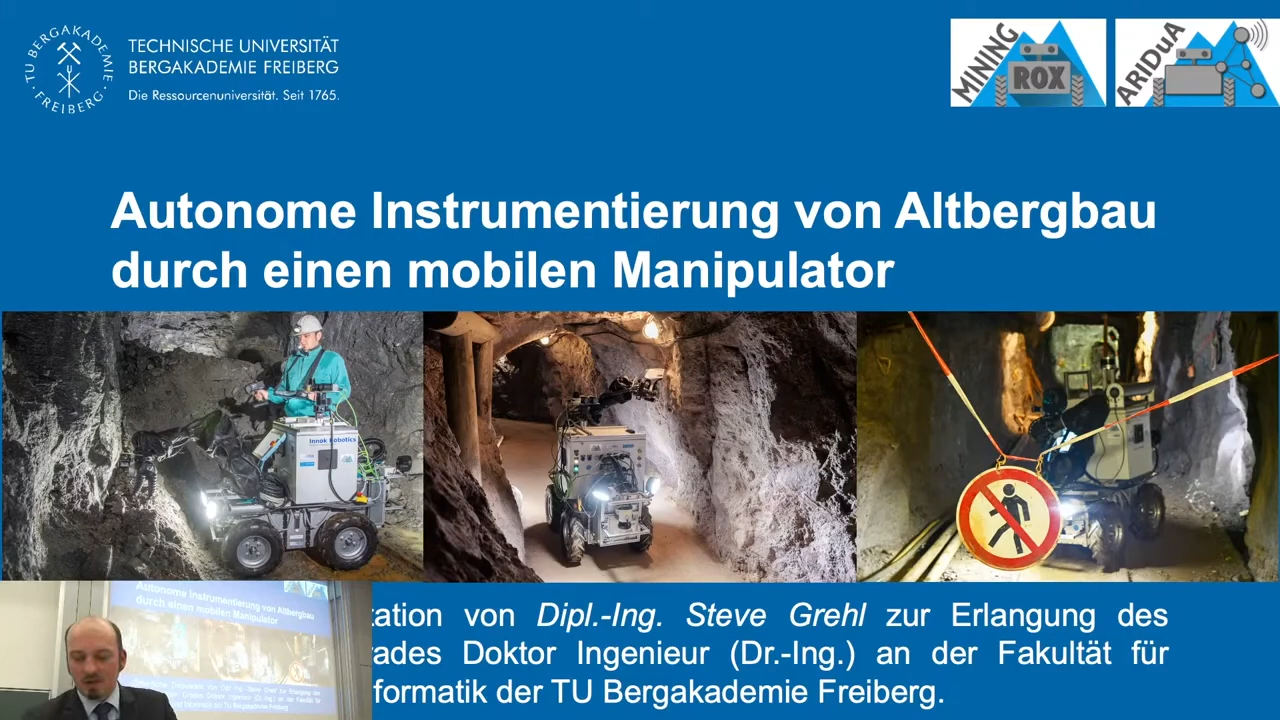 TU BERGAKADEMIE
FREIBERG
TECHNISCHE UNIVERSITÄT
BERGAKADEMIE FREIBERG
Die Ressourcenuniversität. Seit 1765.
MINING
ROX
ARIDuA
Autonome Instrumentierung von Altbergbau
durch einen mobilen Manipulator
Innok Robotics
Autonome Instrumentierung von Altbergbau
durch einen mobilen Manipulator
tation von Dipl.-Ing. Steve Grehl zur Erlangung des
rades Doktor Ingenieur (Dr.-Ing.) an der Fakultät für
formatik der TU Bergakademie Freiberg.